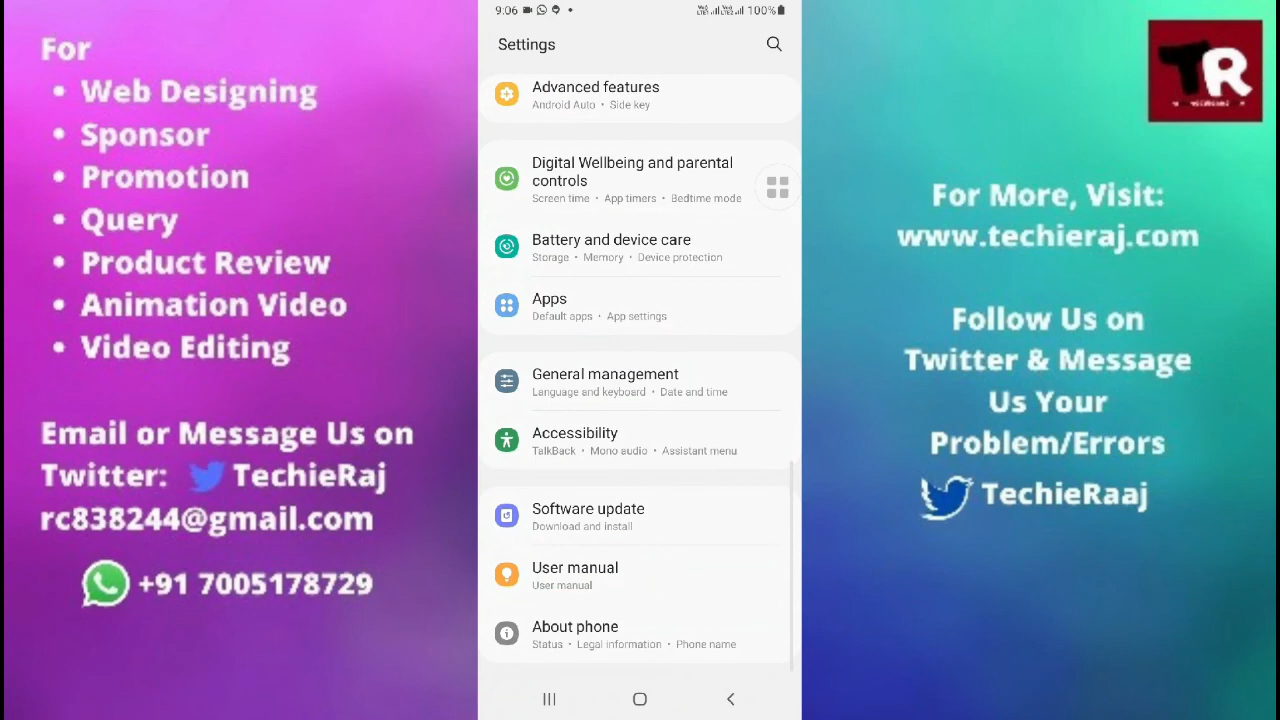 For
• Web Designing
• Sponsor
• Promotion
• Query
• Product Review
• Animation Video
• Video Editing
Email or Message Us on
Twitter: TechieRaj
rc838244@gmail.com
+91 7005178729
9:06 100%
Settings
Advanced features
Android Auto • Side key
Digital Wellbeing and parental
controls
Screen time • App timers • Bedtime mode
Battery and device care
Storage • Memory • Device protection
Apps
Default apps • App settings
General management
Language and keyboard • Date and time
Accessibility
TalkBack • Mono audio • Assistant menu
Software update
Download and install
User manual
User manual
About phone
Status • Legal information • Phone name
TR
For More, Visit:
www.techieraj.com
Follow Us on
Twitter & Message
Us Your
Problem/Errors
TechieRaaj